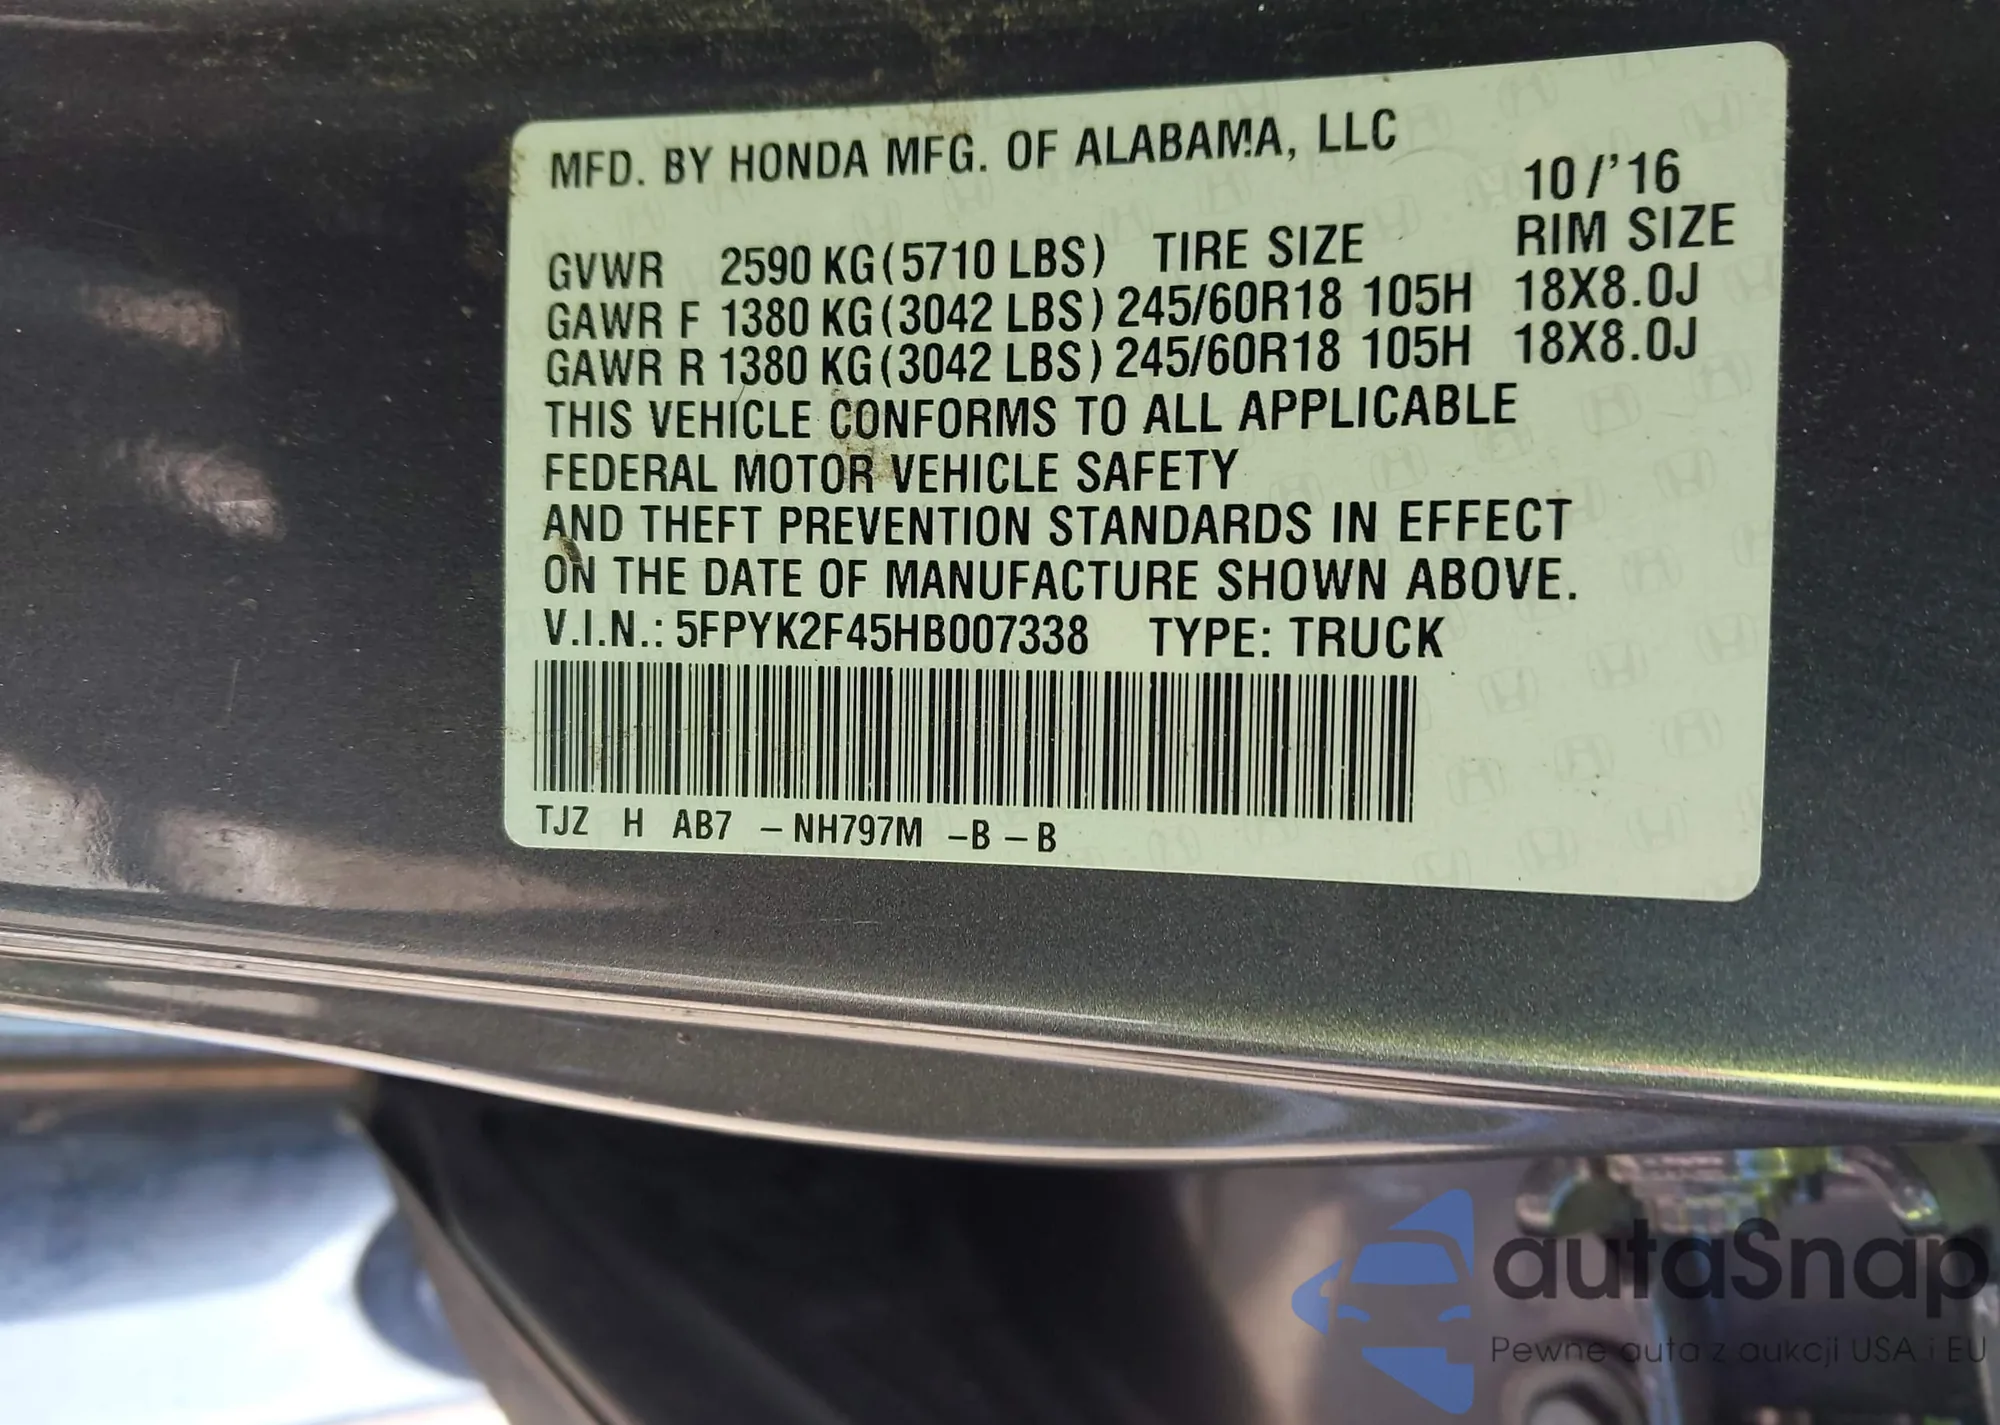 MFD. BY HONDA MFG. OF ALABAMA, LLC
10/'16
GVWR 2590 KG (5710 LBS) TIRE SIZE RIM SIZE
GAWR F 1380 KG (3042 LBS) 245/60R18 105H 18X8.0J
GAWR R 1380 KG (3042 LBS) 245/60R18 105H 18X8.0J
THIS VEHICLE CONFORMS TO ALL APPLICABLE
FEDERAL MOTOR VEHICLE SAFETY
AND THEFT PREVENTION STANDARDS IN EFFECT
ON THE DATE OF MANUFACTURE SHOWN ABOVE.
V.I.N.: 5FPYK2F45HB007338 TYPE: TRUCK
TJZ H AB7 – NH797M –B – B
autaSnap
Pewne auta z aukcji USA i EU